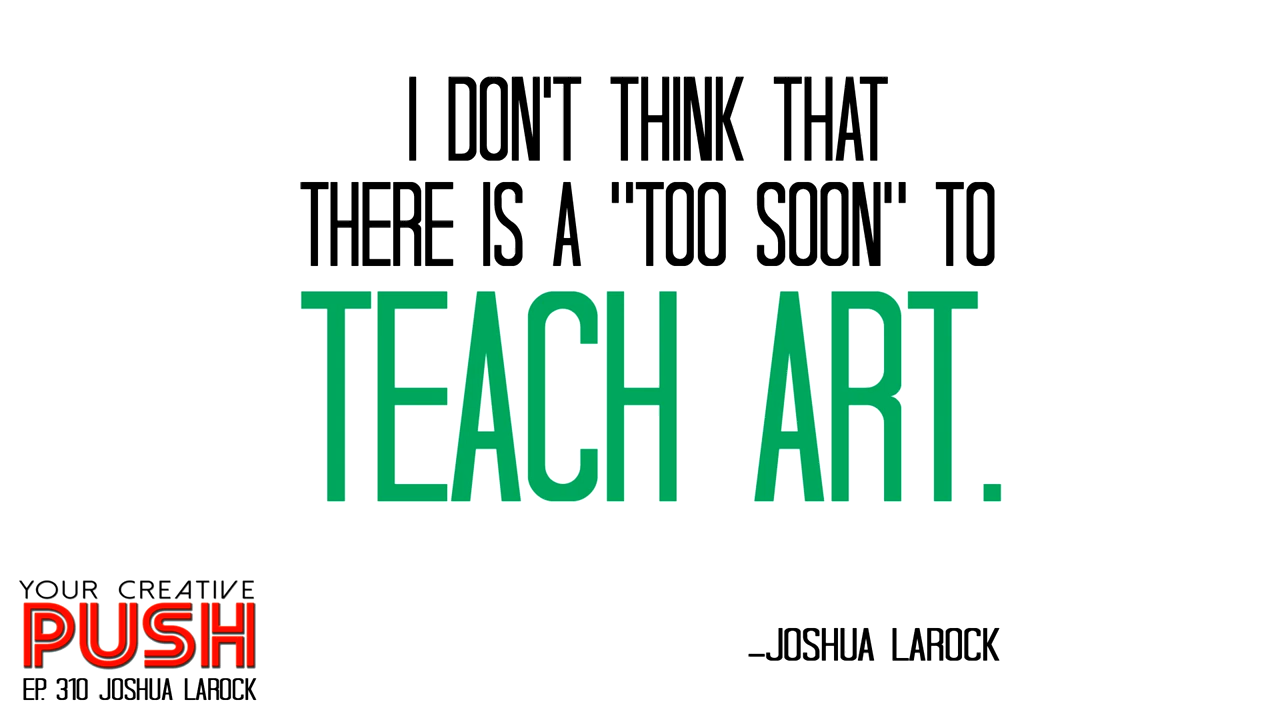 I DON'T THINK THAT
THERE IS A "TOO SOON" TO
TEACH ART.
YOUR CREATIVE
PUSH
EP. 310 JOSHUA LAROCK
–JOSHUA LAROCK